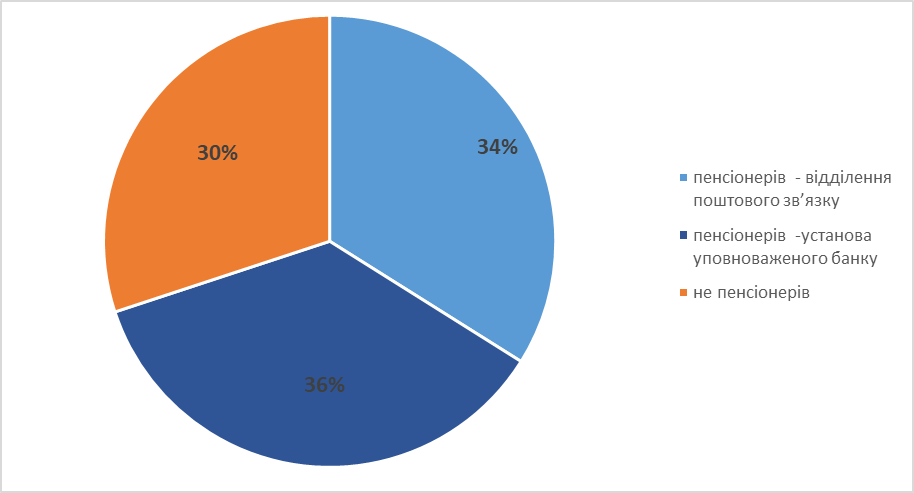 34%
30%
36%
пенсіонерів  - відділення
поштового зв’язку
пенсіонерів  -установа
уповноваженого банку
не пенсіонерів